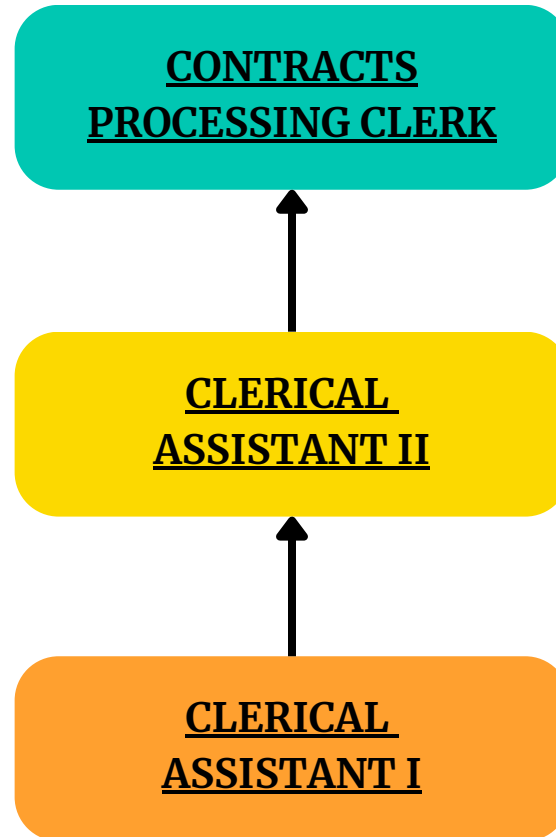 CONTRACTS
PROCESSING CLERK
CLERICAL
ASSISTANT II
CLERICAL
ASSISTANT I